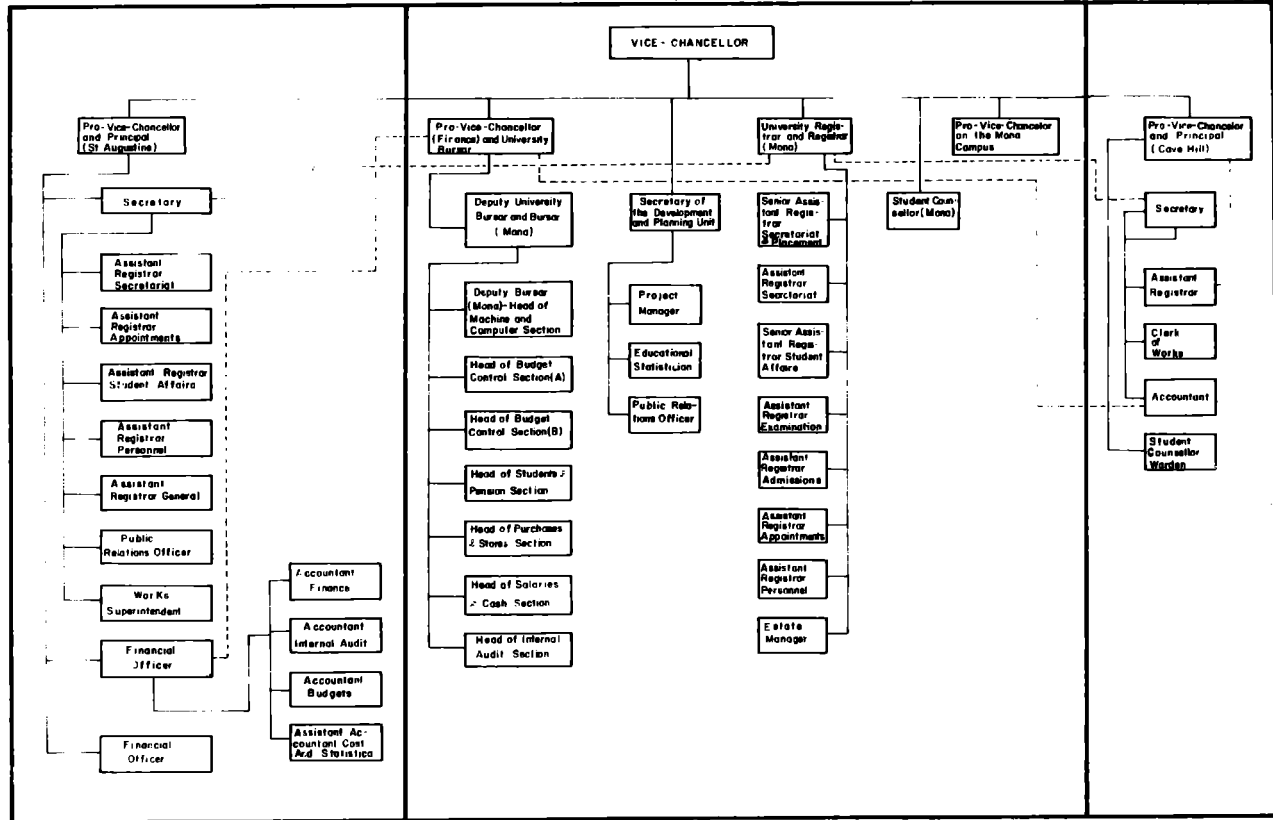 VICE - CHANCELLOR
Pro-Vice-Chancellor
and Principal
(St Augustine)
Pro-Vice-Chancellor
(Finance) and University
Bursar
University Regist-
rar and Registrar
(Mona)
Pro-Vice-Chancelor
on the Mona
Campus
Pro-Vice-Chancelor
and Principal
(Cave Hill)
Secretary
Assistant
Registrar
Secretariat
Assistant
Registrar
Appointments
Assistant Registrar
Student Affairs
Assistant
Registrar
Personnel
Assistant
Registrar General
Public
Relations Officer
Works
Superintendent
Financial
Officer
Financial
Officer
Accountant
Finance
Accountant
Internal Audit
Accountant
Budgets
Assistant Ac-
countant Cost
And Statistics
Deputy University
Bursar and Bursar
(Mona)
Deputy Bursar
(Mona)-Head of
Machine and
Computer Section
Head of Budget
Control Section(A)
Head of Budget
Control Section(B)
Head of Students &
Pension Section
Head of Purchases
& Stores Section
Head of Salaries
& Cash Section
Head of Internal
Audit Section
Secretary of
the Development
and Planning Unit
Project
Manager
Educational
Statistician
Public Rela-
tions Officer
Senior Assis-
tant Regis-
trar
Secretariat
& Placement
Assistant
Registrar
Searctariat
Senior Assis-
tant Regis-
trar Student
Affairs
Assistant
Registrar
Examination
Assistant
Registrar
Admissions
Assistant
Registrar
Appointments
Assistant
Registrar
Personnel
Estate
Manager
Student Coun-
sellor(Mona)
Secretary
Assistant
Registrar
Clerk
of
Works
Accountant
Student
Counsellor
Warden